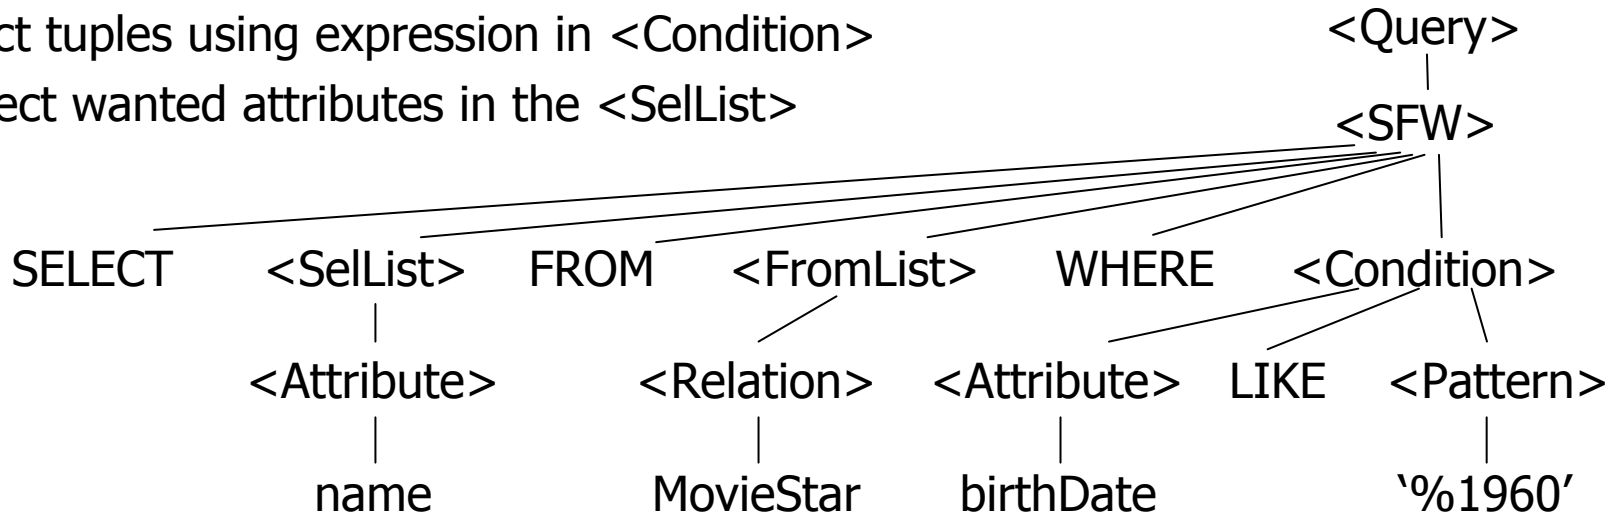 ct tuples using expression in <Condition>
ect wanted attributes in the <SelList>
<Query>
<SFW>
SELECT <SelList> FROM <FromList> WHERE <Condition>
<Attribute> <Relation> <Attribute> LIKE <Pattern>
name MovieStar birthDate ‘%1960’